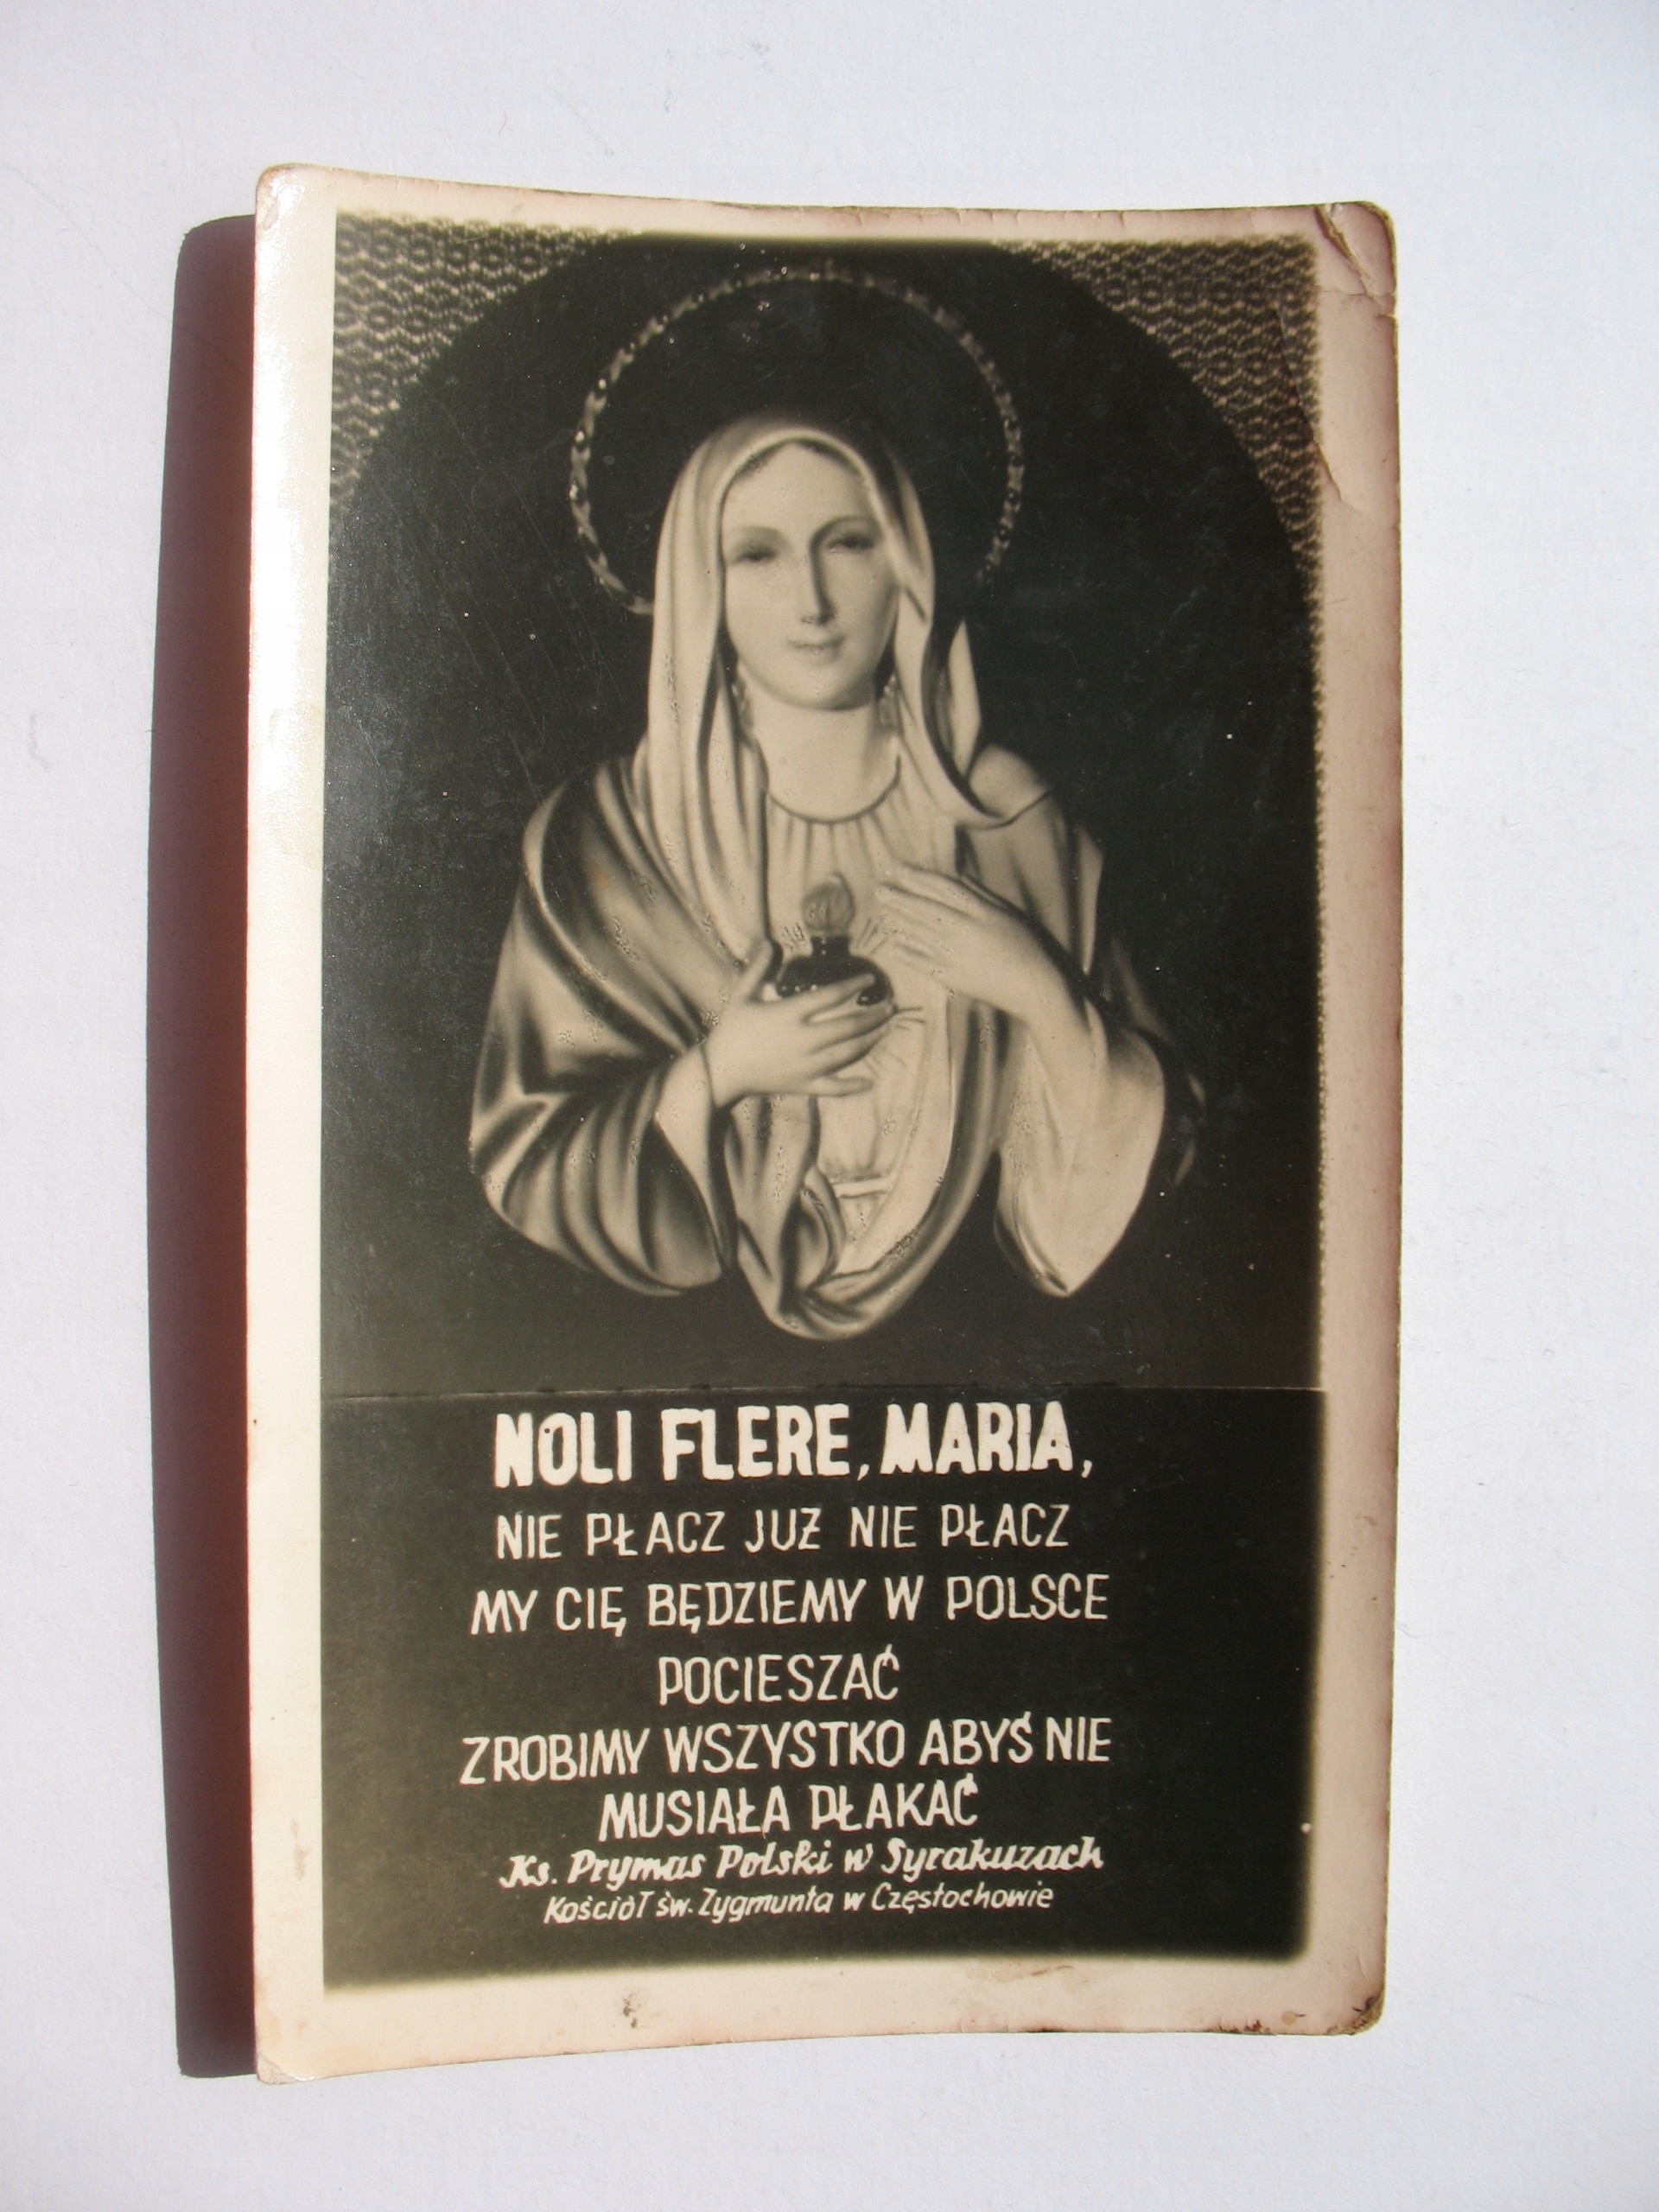 NOLI FLERE, MARIA,
NIE PŁACZ JUŻ NIE PŁACZ
MY CIĘ BĘDZIEMY W POLSCE
POCIESZAĆ
ZROBIMY WSZYSTKO ABYŚ NIE
MUSIAŁA PŁAKAĆ
Ks. Prymas Polski w Syrakuzach
Kościół św. Zygmunta w Częstochowie